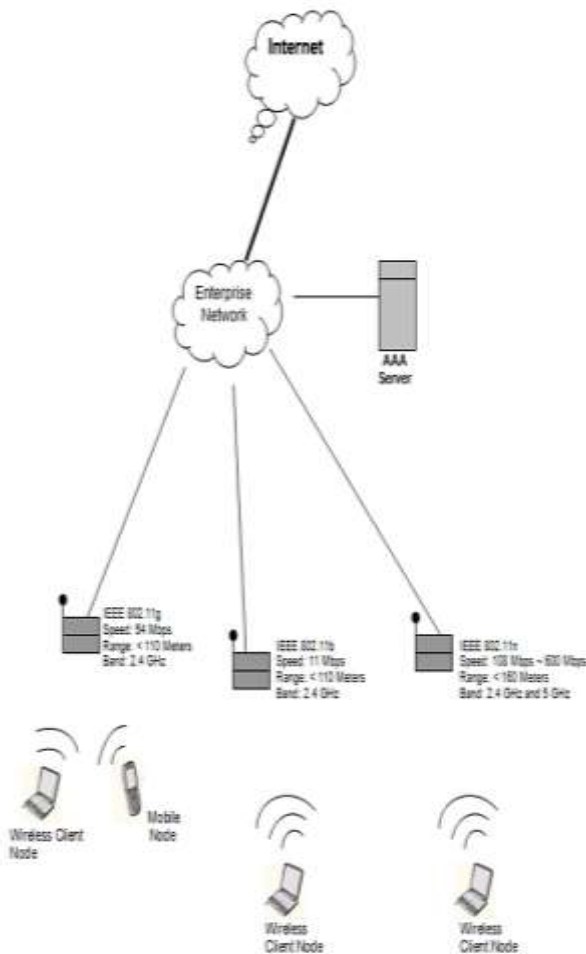 Internet
Enterprise
Network
AAA
Server
IEEE 802.11g
Speed: 54 Mbps
Range: < 110 Meters
Band: 2.4 GHz
IEEE 802.11b
Speed: 11 Mbps
Range: < 110 Meters
Band: 2.4 GHz
IEEE 802.11n
Speed: 108 Mbps ~ 600 Mbps
Range: < 160 Meters
Band: 2.4 GHz and 5 GHz
Wireless Client
Node
Mobile
Node
Wireless
Client Node
Wireless
Client Node